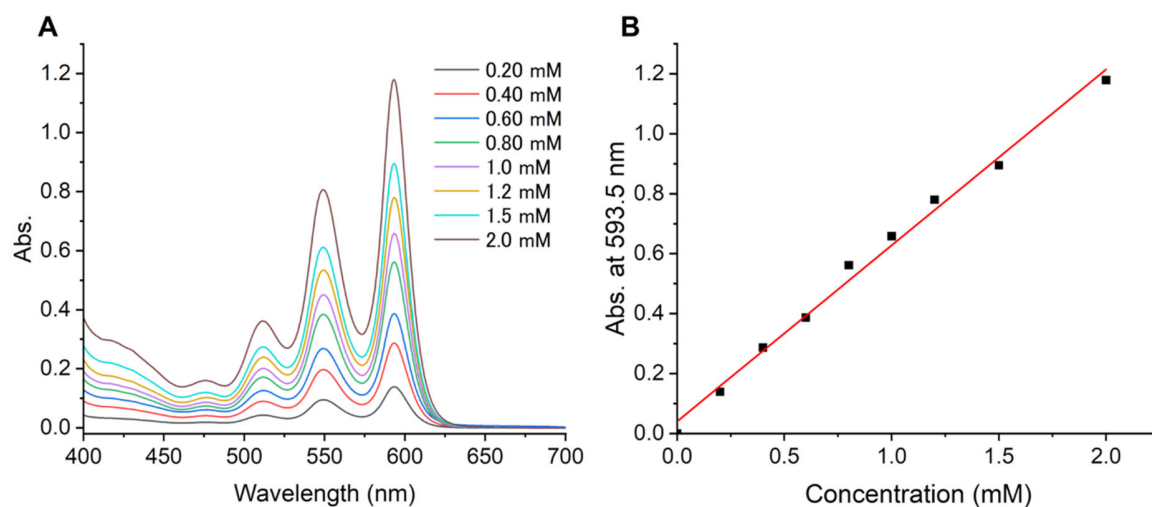 A
B
0.20 mM
0.40 mM
0.60 mM
0.80 mM
1.0 mM
1.2 mM
1.5 mM
2.0 mM
Abs.
1.2
1.0
0.8
0.6
0.4
0.2
0.0
400 450 500 550 600 650 700
Wavelength (nm)
Abs. at 593.5 nm
1.2
1.0
0.8
0.6
0.4
0.2
0.0
0.0 0.5 1.0 1.5 2.0
Concentration (mM)